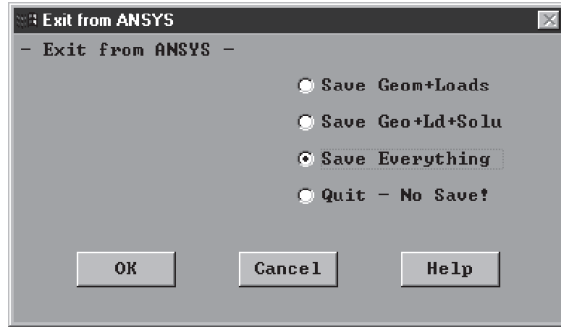 Exit from ANSYS
- Exit from ANSYS -
Save Geom+Loads
Save Geo+Ld+Solu
Save Everything
Quit - No Save!
OK Cancel Help